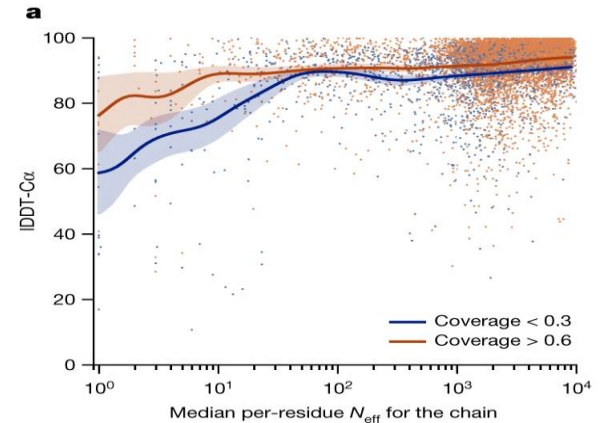 a
100
80
60
40
20
0
lDDT-Cα
Coverage < 0.3
Coverage > 0.6
10⁰ 10¹ 10² 10³ 10⁴
Median per-residue Neff for the chain